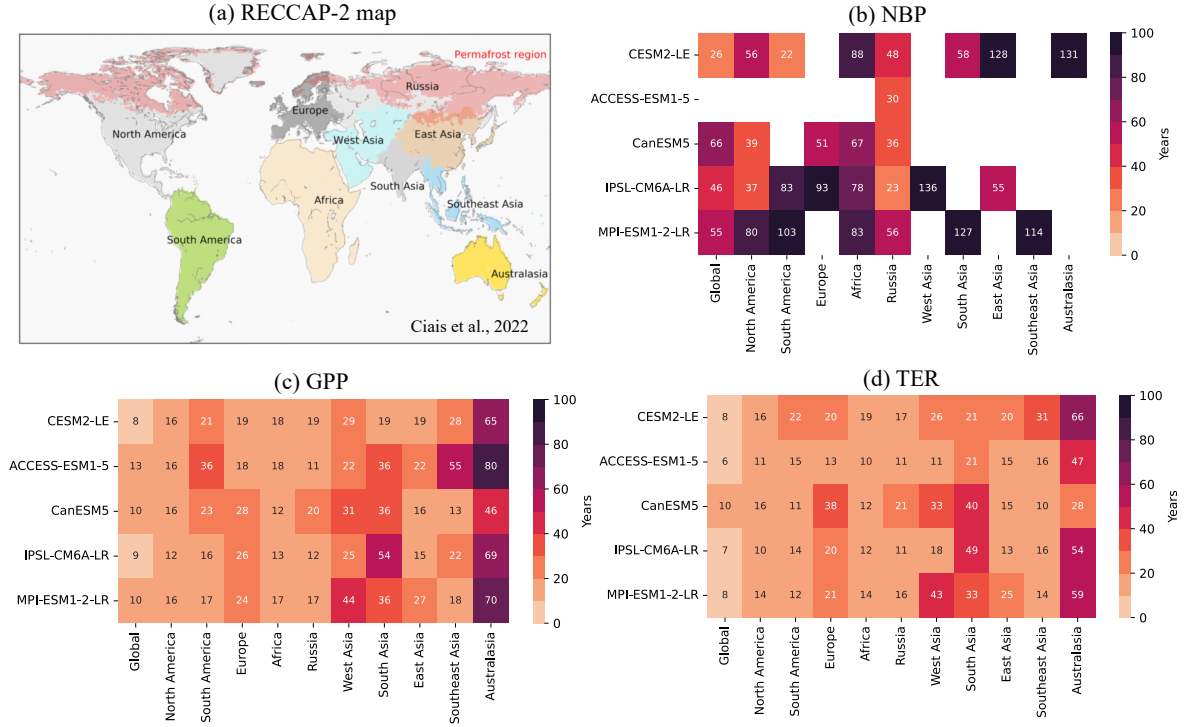 (a) RECCAP-2 map
Permafrost region
Russia
Europe
North America
West Asia
East Asia
South Asia
Africa
Southeast Asia
South America
Australasia
Ciais et al., 2022
(b) NBP
CESM2-LE 26 56 22 88 48 58 128 131
ACCESS-ESM1-5 30
CanESM5 66 39 51 67 36
IPSL-CM6A-LR 46 37 83 93 78 23 136 55
MPI-ESM1-2-LR 55 80 103 83 56 127 114
Global North America South America Europe Africa Russia West Asia South Asia East Asia Southeast Asia Australasia
100
80
60
40
20
0
Years
(c) GPP
CESM2-LE 8 16 21 19 18 19 29 19 19 28 65
ACCESS-ESM1-5 13 16 36 18 18 11 22 36 22 55 80
CanESM5 10 16 23 28 12 20 31 36 16 13 46
IPSL-CM6A-LR 9 12 16 26 13 12 25 54 15 22 69
MPI-ESM1-2-LR 10 16 17 24 17 17 44 36 27 18 70
Global North America South America Europe Africa Russia West Asia South Asia East Asia Southeast Asia Australasia
100
80
60
40
20
0
Years
(d) TER
CESM2-LE 8 16 22 20 19 17 26 21 20 31 66
ACCESS-ESM1-5 6 11 15 13 10 11 11 21 15 16 47
CanESM5 10 16 11 38 12 21 33 40 15 10 28
IPSL-CM6A-LR 7 10 14 20 12 11 18 49 13 16 54
MPI-ESM1-2-LR 8 14 12 21 14 16 43 33 25 14 59
Global North America South America Europe Africa Russia West Asia South Asia East Asia Southeast Asia Australasia
100
80
60
40
20
0
Years